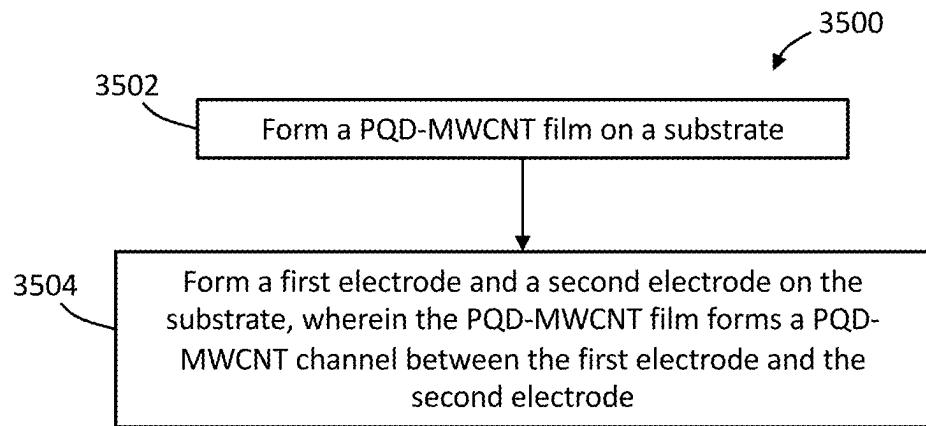 3500
3502
Form a PQD-MWCNT film on a substrate
3504
Form a first electrode and a second electrode on the
substrate, wherein the PQD-MWCNT film forms a PQD-
MWCNT channel between the first electrode and the
second electrode